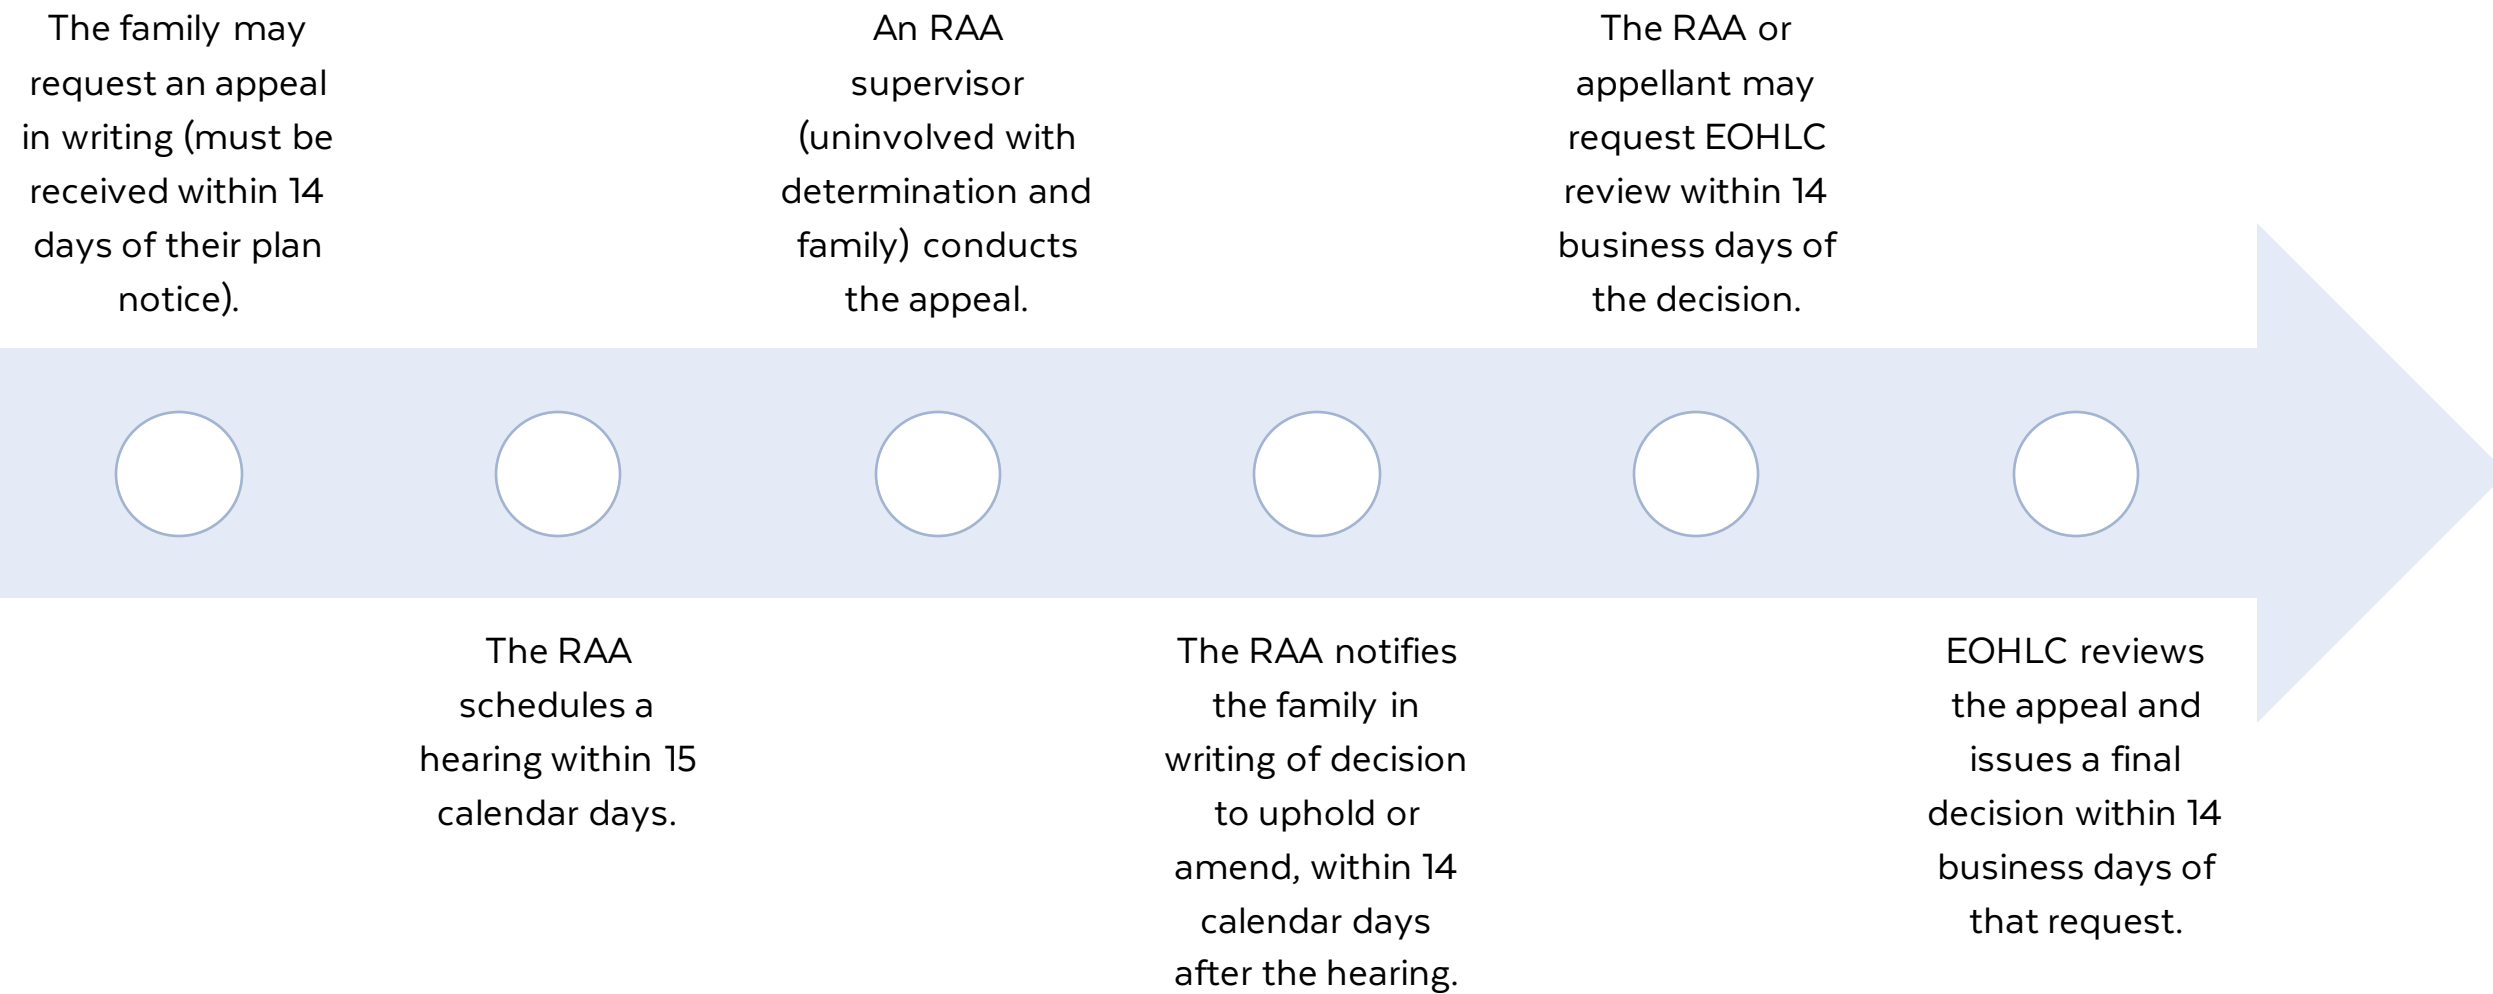 The family may
request an appeal
in writing (must be
received within 14
days of their plan
notice).
The RAA
schedules a
hearing within 15
calendar days.
An RAA
supervisor
(uninvolved with
determination and
family) conducts
the appeal.
The RAA notifies
the family in
writing of decision
to uphold or
amend, within 14
calendar days
after the hearing.
The RAA or
appellant may
request EOHLC
review within 14
business days of
the decision.
EOHLC reviews
the appeal and
issues a final
decision within 14
business days of
that request.